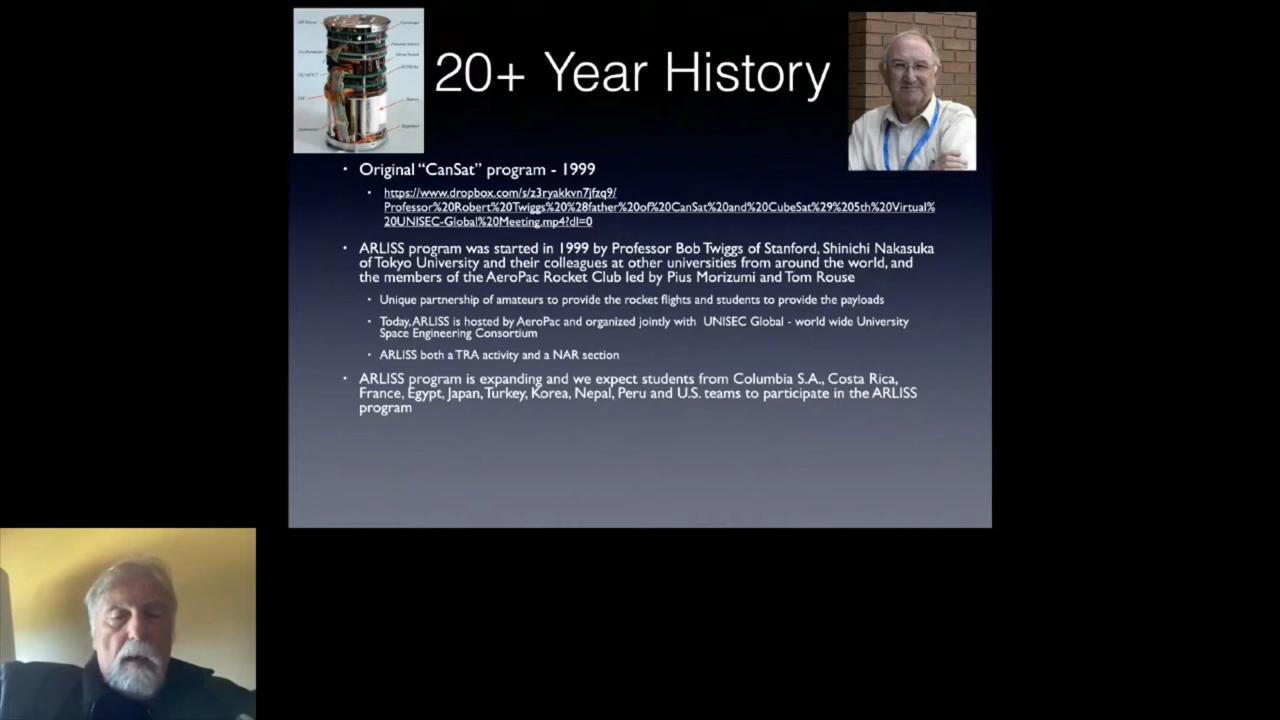 20+ Year History
• Original “CanSat” program - 1999
• https://www.dropbox.com/s/z3ryakkvn7jfzq9/
Professor%20Robert%20Twiggs%20%28father%20of%20CanSat%20and%20CubeSat%29%205th%20Virtual%
20UNISEC-Global%20Meeting.mp4?dl=0
• ARLISS program was started in 1999 by Professor Bob Twiggs of Stanford, Shinichi Nakasuka
of Tokyo University and their colleagues at other universities from around the world, and
the members of the AeroPac Rocket Club led by Pius Morizumi and Tom Rouse
• Unique partnership of amateurs to provide the rocket flights and students to provide the payloads
• Today, ARLISS is hosted by AeroPac and organized jointly with UNISEC Global - world wide University
Space Engineering Consortium
• ARLISS both a TRA activity and a NAR section
• ARLISS program is expanding and we expect students from Columbia S.A., Costa Rica,
France, Egypt, Japan, Turkey, Korea, Nepal, Peru and U.S. teams to participate in the ARLISS
program